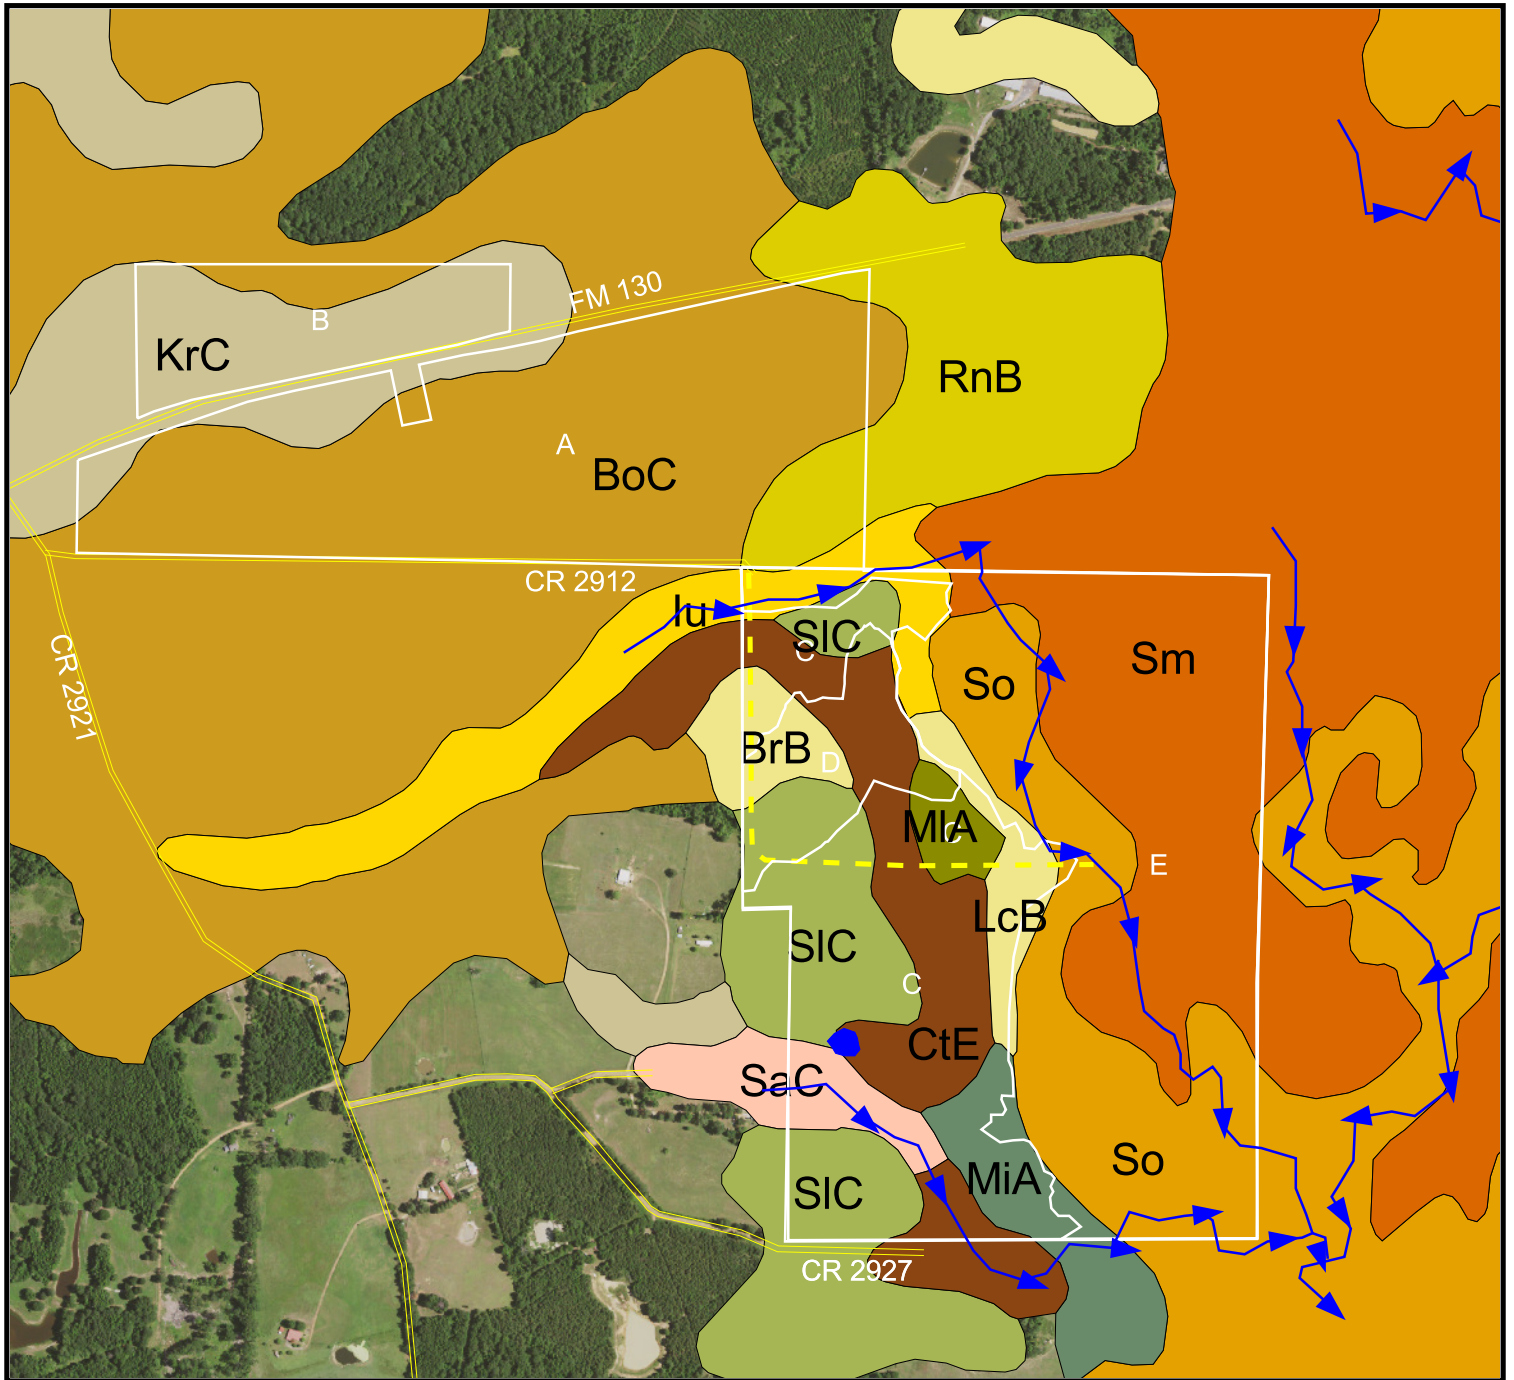 FM 130
B
KrC
RnB
A
BoC
CR 2912
Iu
SlC
C
Sm
CR 2921
So
BrB
D
MlA
C
E
LcB
SlC
C
CtE
SaC
So
MiA
SlC
CR 2927